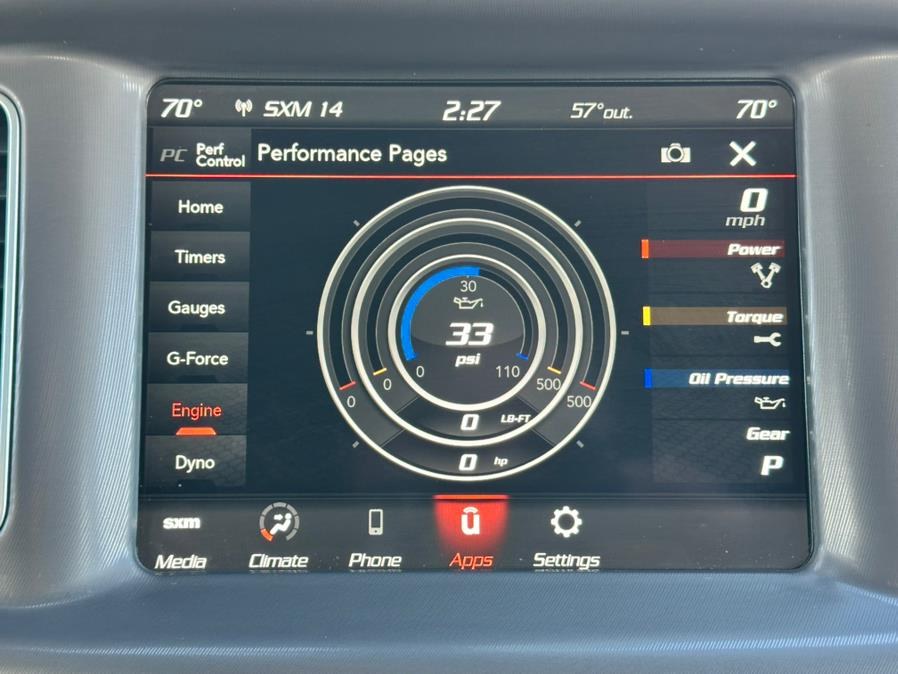 70° SXM 14 2:27 57°out. 70°
PC Perf Control Performance Pages
Home
Timers
Gauges
G-Force
Engine
Dyno
30
33
psi
0 110
0 500
0 500
0 LB-FT
0 hp
0
mph
Power
Torque
Oil Pressure
Gear
P
sxm
ū
Media Climate Phone Apps Settings